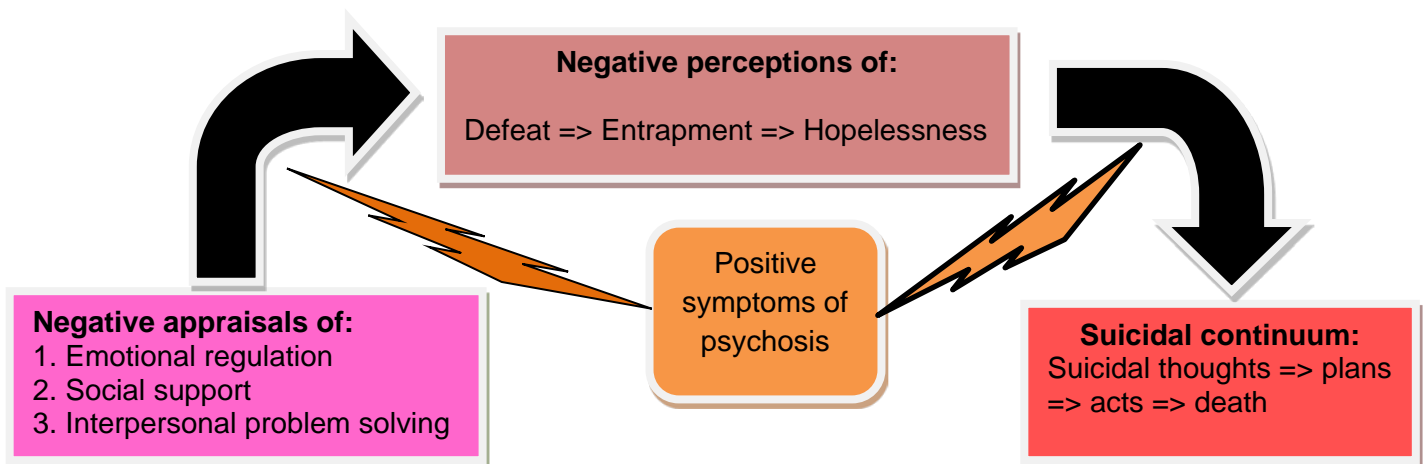 Negative perceptions of:
Defeat => Entrapment => Hopelessness
Positive
symptoms of
psychosis
Negative appraisals of:
1. Emotional regulation
2. Social support
3. Interpersonal problem solving
Suicidal continuum:
Suicidal thoughts => plans
=> acts => death